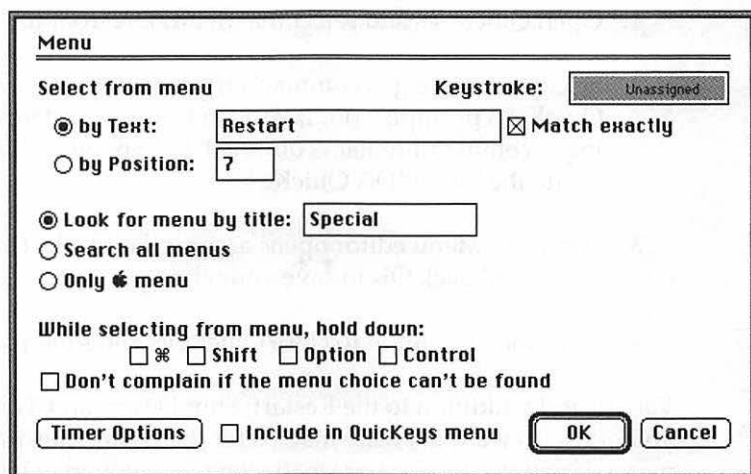 Menu
Select from menu Keystroke: Unassigned
by Text: Restart Match exactly
by Position: 7
Look for menu by title: Special
Search all menus
Only menu
While selecting from menu, hold down:
⌘ Shift Option Control
Don't complain if the menu choice can't be found
Timer Options Include in QuicKeys menu OK Cancel